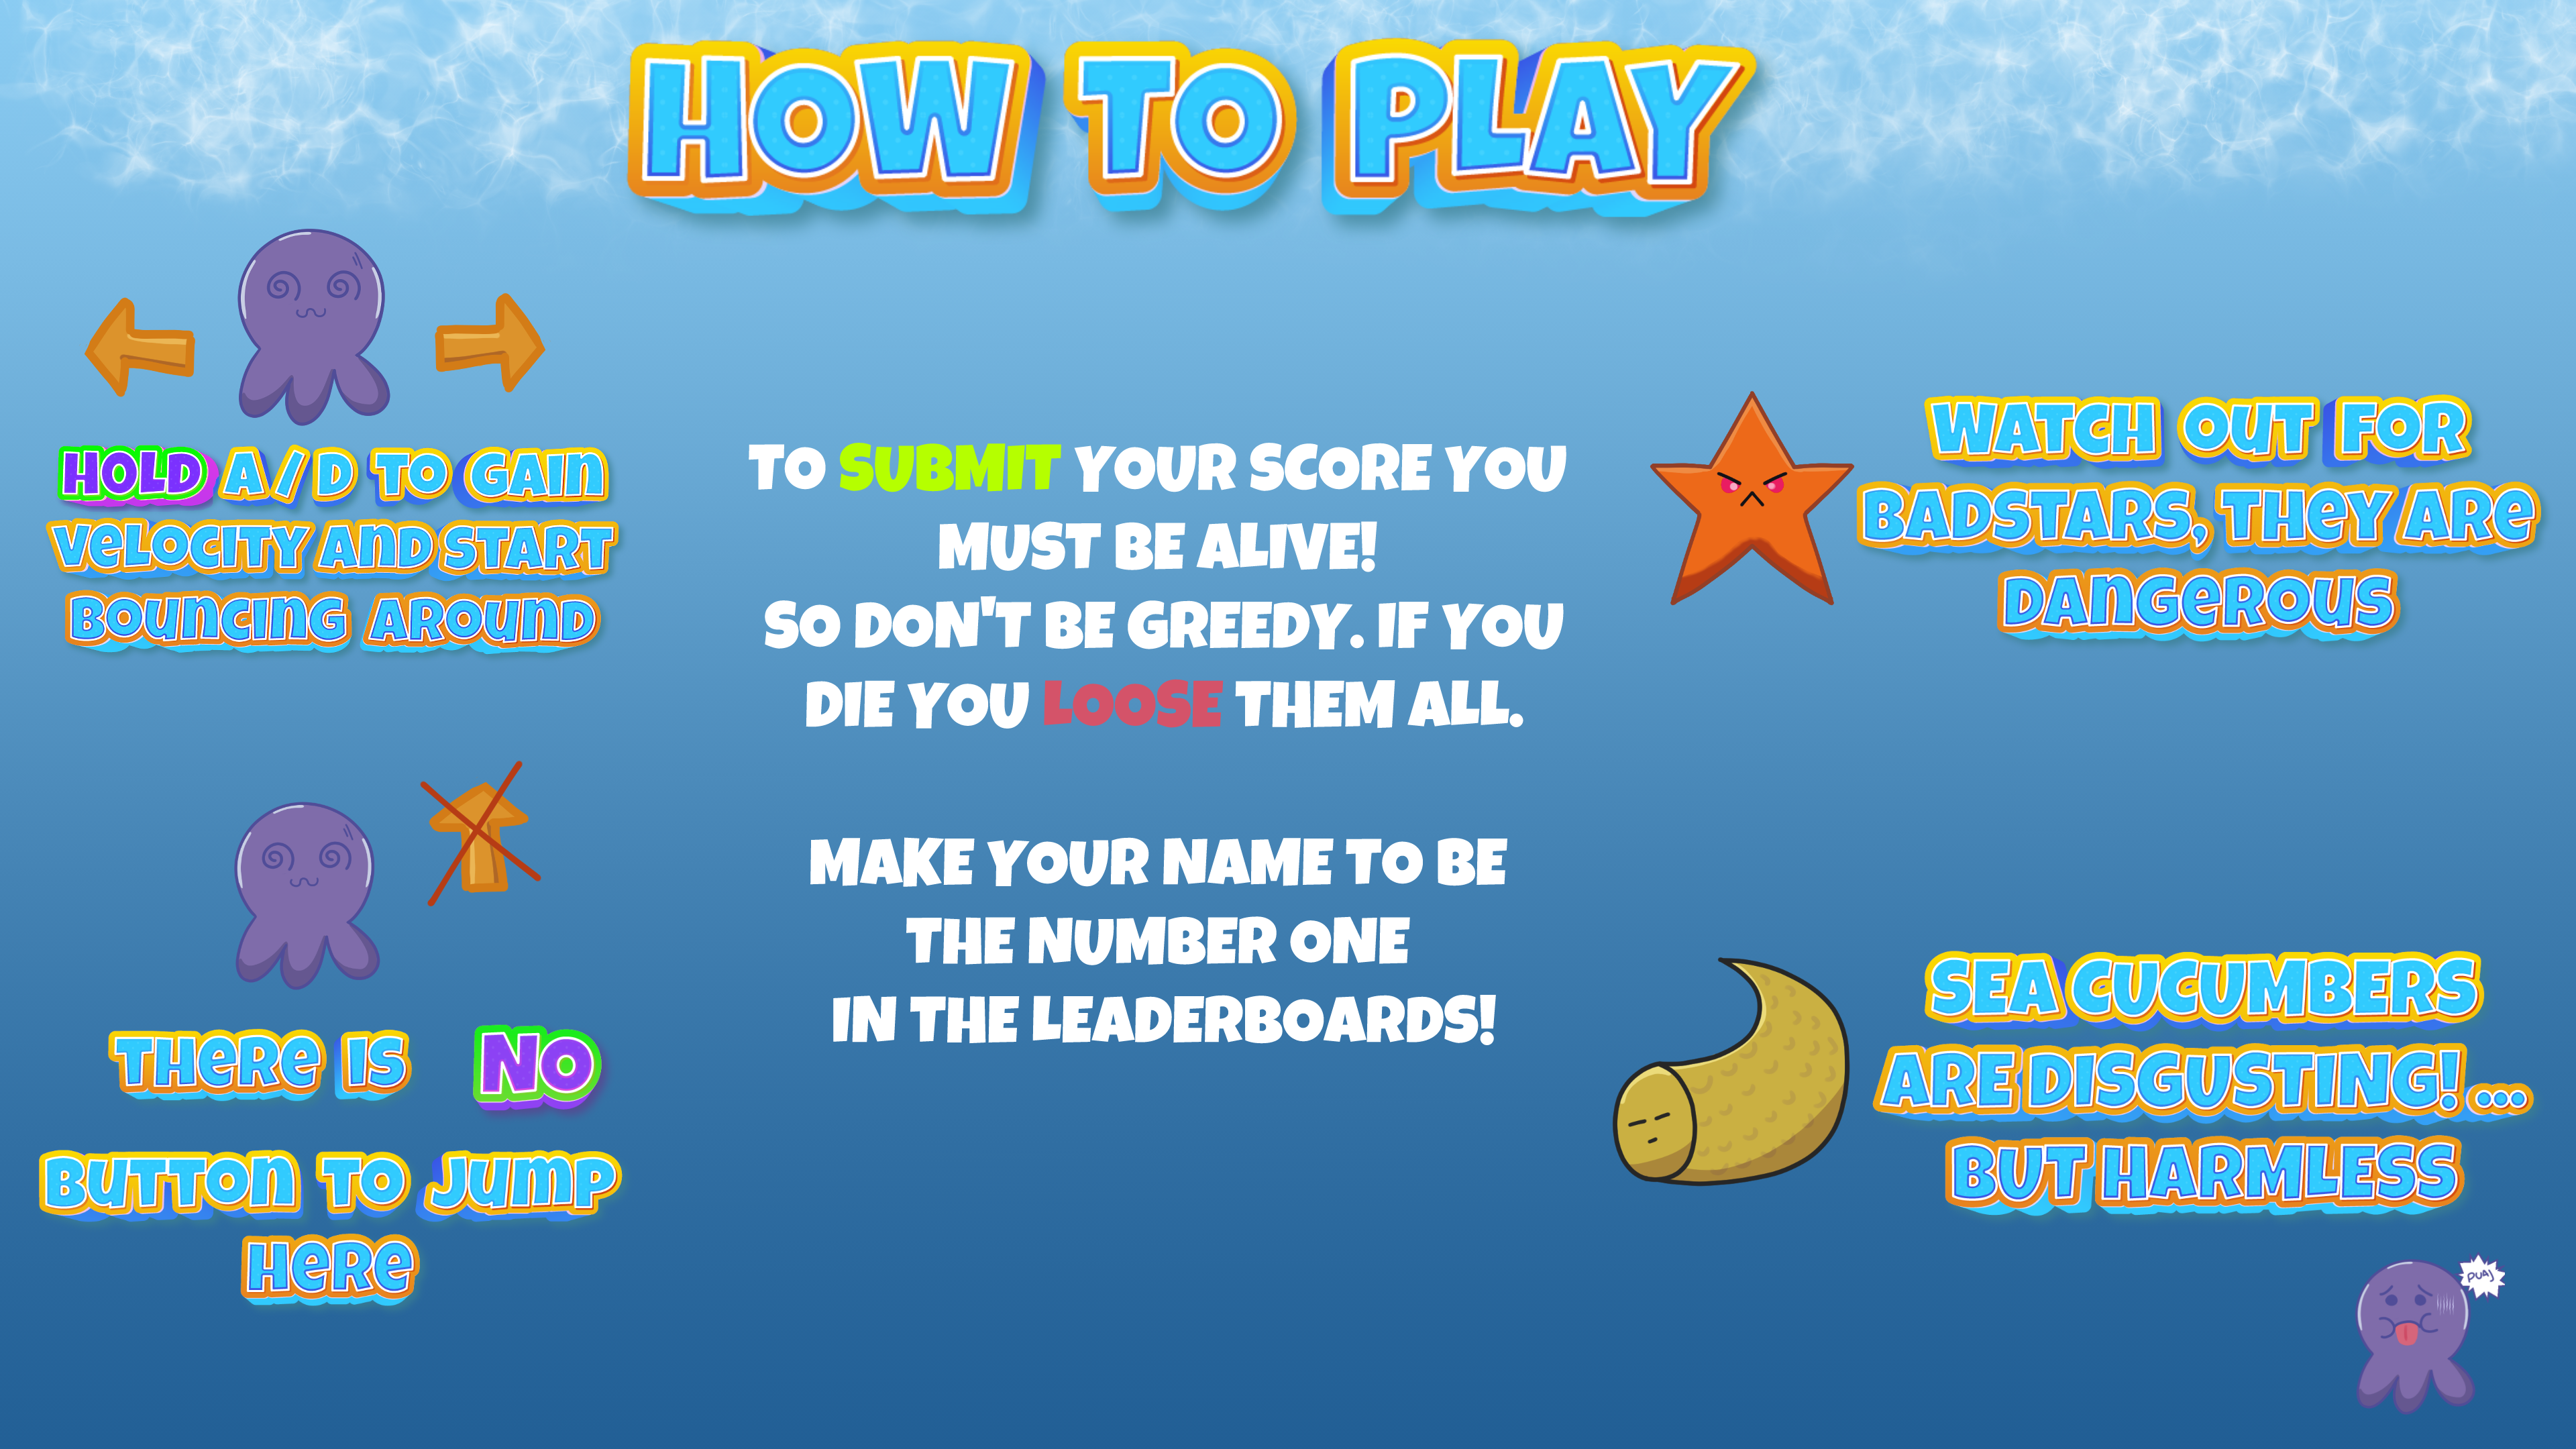 HOW TO PLAY
HOLD A / D TO GAIN
VELOCITY AND START
BOUNCING AROUND
THERE IS NO
BUTTON TO JUMP
HERE
TO SUBMIT YOUR SCORE YOU
MUST BE ALIVE!
SO DON'T BE GREEDY. IF YOU
DIE YOU LOOSE THEM ALL.
MAKE YOUR NAME TO BE
THE NUMBER ONE
IN THE LEADERBOARDS!
WATCH OUT FOR
BADSTARS, THEY ARE
DANGEROUS
SEA CUCUMBERS
ARE DISGUSTING! ...
BUT HARMLESS
PUAJ